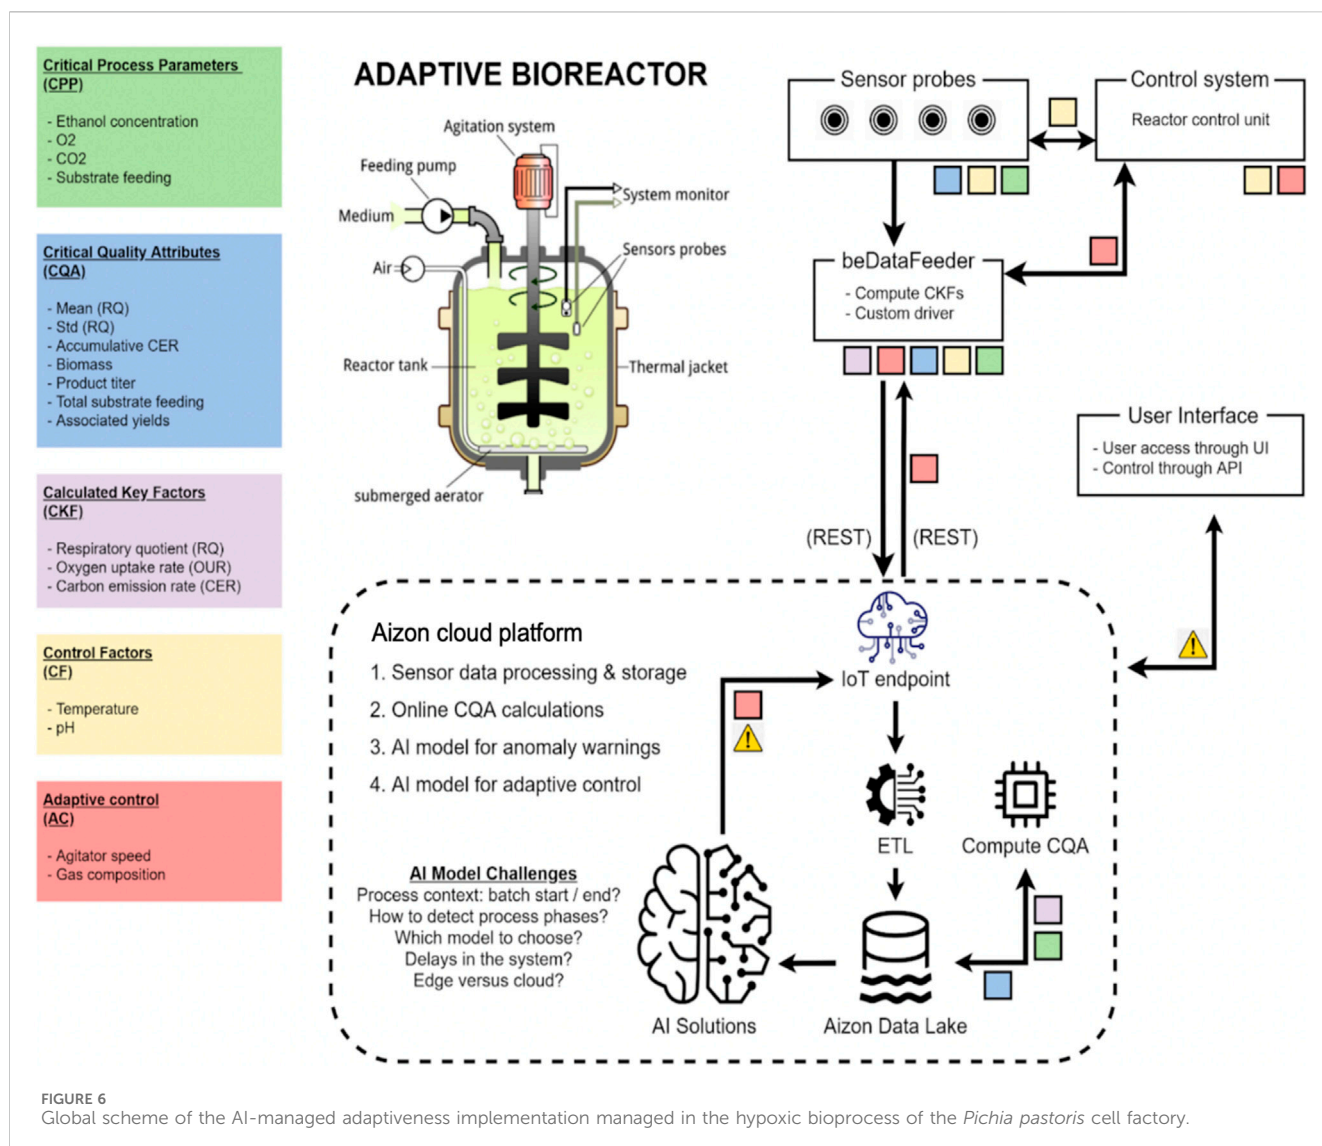 Critical Process Parameters
(CPP)
- Ethanol concentration
- O2
- CO2
- Substrate feeding
Critical Quality Attributes
(CQA)
- Mean (RQ)
- Std (RQ)
- Accumulative CER
- Biomass
- Product titer
- Total substrate feeding
- Associated yields
Calculated Key Factors
(CKF)
- Respiratory quotient (RQ)
- Oxygen uptake rate (OUR)
- Carbon emission rate (CER)
Control Factors
(CF)
- Temperature
- pH
Adaptive control
(AC)
- Agitator speed
- Gas composition
ADAPTIVE BIOREACTOR
Agitation system
Feeding pump
Medium
System monitor
Sensors probes
Air
Reactor tank
Thermal jacket
submerged aerator
Sensor probes
Control system
Reactor control unit
beDataFeeder
- Compute CKFs
- Custom driver
User Interface
- User access through UI
- Control through API
(REST)
(REST)
Aizon cloud platform
1. Sensor data processing & storage
2. Online CQA calculations
3. AI model for anomaly warnings
4. AI model for adaptive control
IoT endpoint
ETL
Compute CQA
AI Model Challenges
Process context: batch start / end?
How to detect process phases?
Which model to choose?
Delays in the system?
Edge versus cloud?
AI Solutions
Aizon Data Lake
FIGURE 6
Global scheme of the AI-managed adaptiveness implementation managed in the hypoxic bioprocess of the Pichia pastoris cell factory.